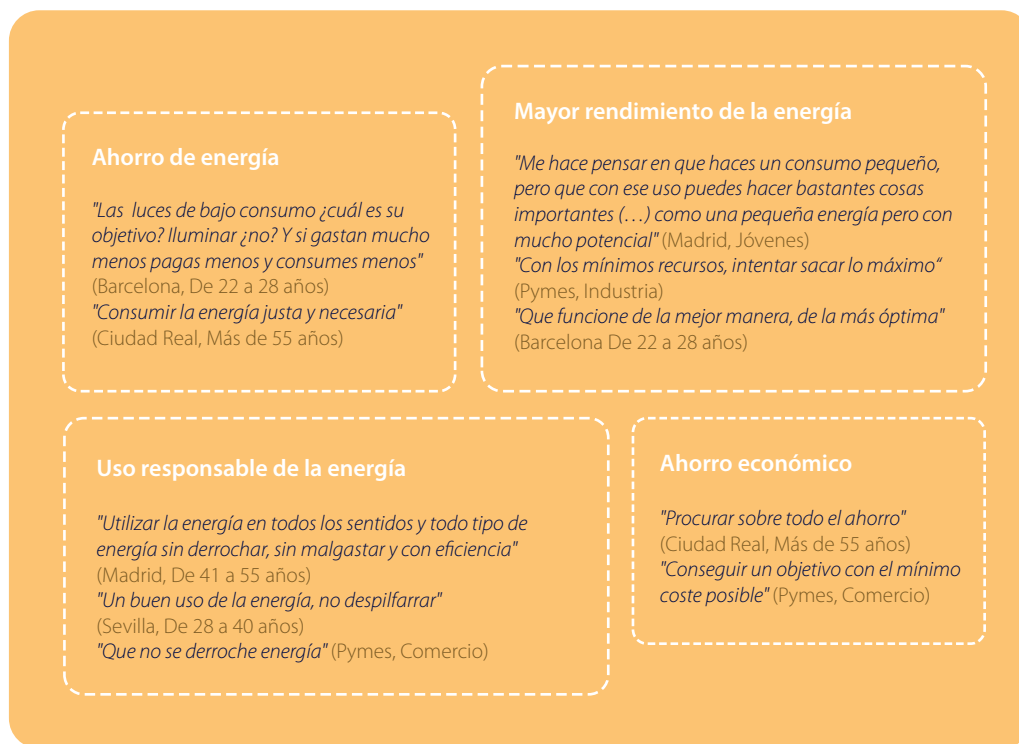 Ahorro de energía
"Las luces de bajo consumo ¿cuál es su
objetivo? Iluminar ¿no? Y si gastan mucho
menos pagas menos y consumes menos"
(Barcelona, De 22 a 28 años)
"Consumir la energía justa y necesaria"
(Ciudad Real, Más de 55 años)
Mayor rendimiento de la energía
"Me hace pensar en que haces un consumo pequeño,
pero que con ese uso puedes hacer bastantes cosas
importantes (…) como una pequeña energía pero con
mucho potencial" (Madrid, Jóvenes)
"Con los mínimos recursos, intentar sacar lo máximo“
(Pymes, Industria)
"Que funcione de la mejor manera, de la más óptima"
(Barcelona De 22 a 28 años)
Uso responsable de la energía
"Utilizar la energía en todos los sentidos y todo tipo de
energía sin derrochar, sin malgastar y con eficiencia"
(Madrid, De 41 a 55 años)
"Un buen uso de la energía, no despilfarrar"
(Sevilla, De 28 a 40 años)
"Que no se derroche energía" (Pymes, Comercio)
Ahorro económico
"Procurar sobre todo el ahorro"
(Ciudad Real, Más de 55 años)
"Conseguir un objetivo con el mínimo
coste posible" (Pymes, Comercio)